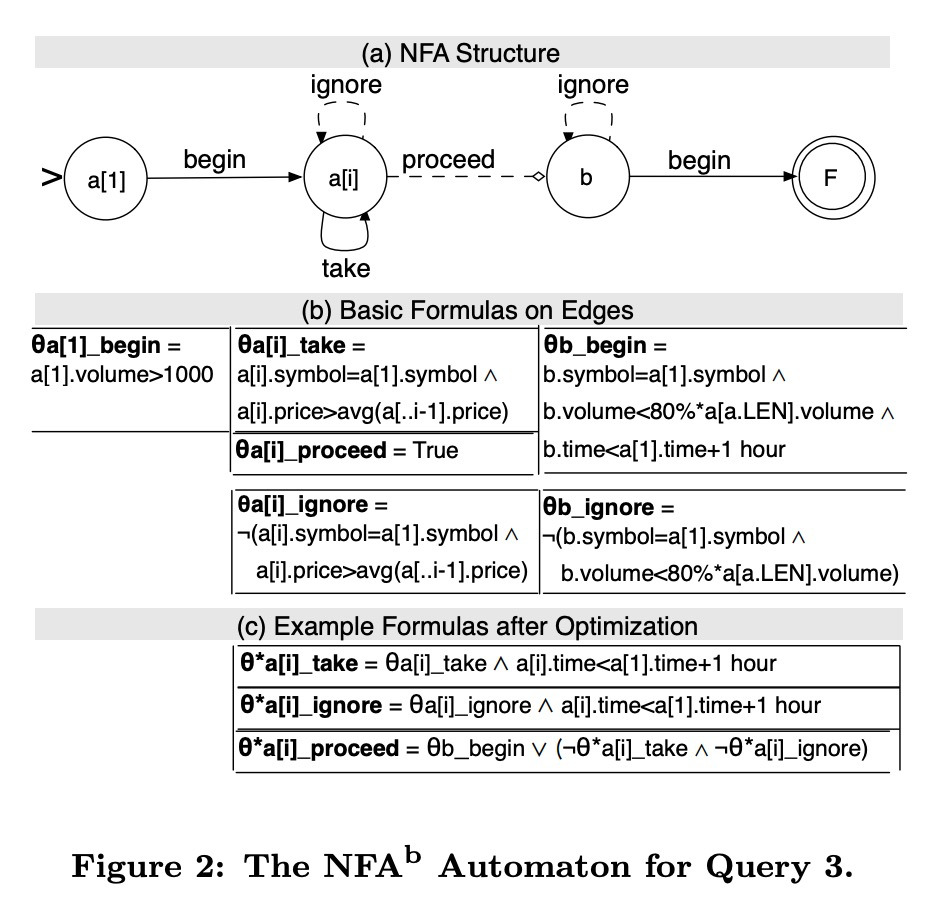 (a) NFA Structure
ignore ignore
> a[1] begin a[i] proceed b begin F
take
(b) Basic Formulas on Edges
θa[1]_begin =
a[1].volume>1000
θa[i]_take =
a[i].symbol=a[1].symbol ∧
a[i].price>avg(a[..i-1].price)
θa[i]_proceed = True
θb_begin =
b.symbol=a[1].symbol ∧
b.volume<80%*a[a.LEN].volume ∧
b.time<a[1].time+1 hour
θa[i]_ignore =
¬(a[i].symbol=a[1].symbol ∧
a[i].price>avg(a[..i-1].price)
θb_ignore =
¬(b.symbol=a[1].symbol ∧
b.volume<80%*a[a.LEN].volume)
(c) Example Formulas after Optimization
θ*a[i]_take = θa[i]_take ∧ a[i].time<a[1].time+1 hour
θ*a[i]_ignore = θa[i]_ignore ∧ a[i].time<a[1].time+1 hour
θ*a[i]_proceed = θb_begin ∨ (¬θ*a[i]_take ∧ ¬θ*a[i]_ignore)
Figure 2: The NFAᵇ Automaton for Query 3.